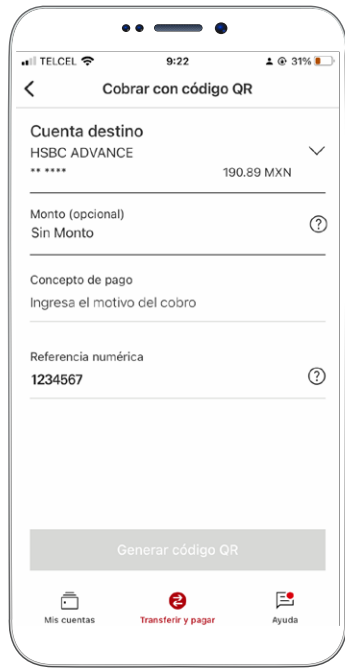 TELCEL 9:22 31%
Cobrar con código QR
Cuenta destino
HSBC ADVANCE
** **** 190.89 MXN
Monto (opcional)
Sin Monto
Concepto de pago
Ingresa el motivo del cobro
Referencia numérica
1234567
Generar código QR
Mis cuentas Transferir y pagar Ayuda